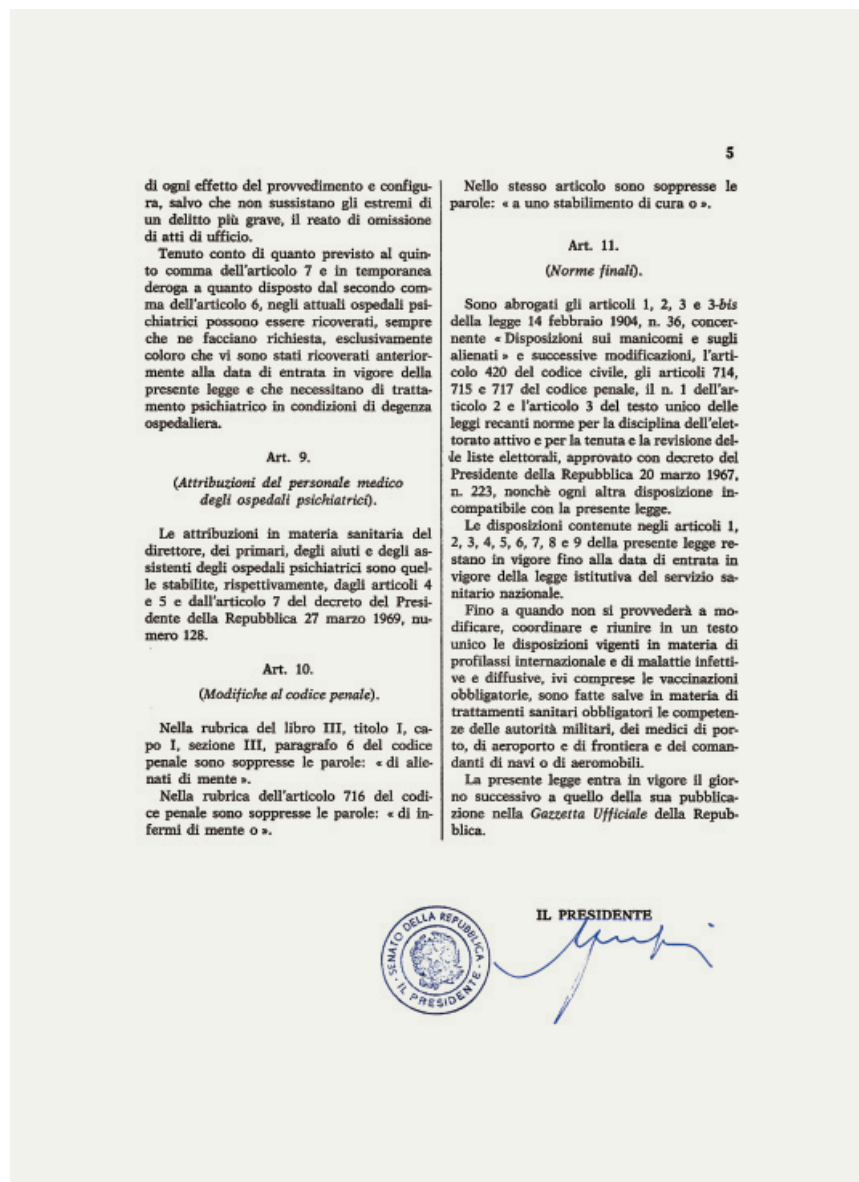 5
di ogni effetto del provvedimento e configu-
ra, salvo che non sussistano gli estremi di
un delitto più grave, il reato di omissione
di atti di ufficio.
Tenuto conto di quanto previsto al quin-
to comma dell'articolo 7 e in temporanea
deroga a quanto disposto dal secondo com-
ma dell'articolo 6, negli attuali ospedali psi-
chiatrici possono essere ricoverati, sempre
che ne facciano richiesta, esclusivamente
coloro che vi sono stati ricoverati anterior-
mente alla data di entrata in vigore della
presente legge e che necessitano di tratta-
mento psichiatrico in condizioni di degenza
ospedaliera.
Art. 9.
(Attribuzioni del personale medico
degli ospedali psichiatrici).
Le attribuzioni in materia sanitaria del
direttore, dei primari, degli aiuti e degli as-
sistenti degli ospedali psichiatrici sono quel-
le stabilite, rispettivamente, dagli articoli 4
e 5 e dall'articolo 7 del decreto del Presi-
dente della Repubblica 27 marzo 1969, nu-
mero 128.
Art. 10.
(Modifiche al codice penale).
Nella rubrica del libro III, titolo I, ca-
po I, sezione III, paragrafo 6 del codice
penale sono soppresse le parole: « di alie-
nati di mente ».
Nella rubrica dell'articolo 716 del codi-
ce penale sono soppresse le parole: « di in-
fermi di mente o ».
Nello stesso articolo sono soppresse le
parole: « a uno stabilimento di cura o ».
Art. 11.
(Norme finali).
Sono abrogati gli articoli 1, 2, 3 e 3-bis
della legge 14 febbraio 1904, n. 36, concer-
nente « Disposizioni sui manicomi e sugli
alienati » e successive modificazioni, l'arti-
colo 420 del codice civile, gli articoli 714,
715 e 717 del codice penale, il n. 1 dell'ar-
ticolo 2 e l'articolo 3 del testo unico delle
leggi recanti norme per la disciplina dell'elet-
torato attivo e per la tenuta e la revisione del-
le liste elettorali, approvato con decreto del
Presidente della Repubblica 20 marzo 1967,
n. 223, nonchè ogni altra disposizione in-
compatibile con la presente legge.
Le disposizioni contenute negli articoli 1,
2, 3, 4, 5, 6, 7, 8 e 9 della presente legge re-
stano in vigore fino alla data di entrata in
vigore della legge istitutiva del servizio sa-
nitario nazionale.
Fino a quando non si provvederà a mo-
dificare, coordinare e riunire in un testo
unico le disposizioni vigenti in materia di
profilassi internazionale e di malattie infetti-
ve e diffusive, ivi comprese le vaccinazioni
obbligatorie, sono fatte salve in materia di
trattamenti sanitari obbligatori le competen-
ze delle autorità militari, dei medici di por-
to, di aeroporto e di frontiera e dei coman-
danti di navi o di aeromobili.
La presente legge entra in vigore il gior-
no successivo a quello della sua pubblica-
zione nella Gazzetta Ufficiale della Repub-
blica.
IL PRESIDENTE
SENATO DELLA REPUBBLICA
IL PRESIDENTE